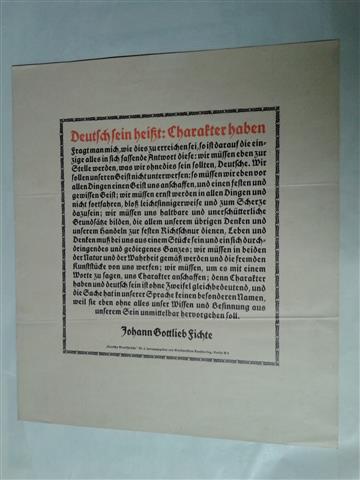 Deutsch sein heißt: Charakter haben
Fragt man mich, wie dies zu erreichen sei, so ist darauf die ein-
zige alles in sich fassende Antwort diese: wir müssen eben zur
Stelle werden, was wir ohnedies sein sollten, Deutsche. Wir
sollen unseren Geist nicht unterwerfen: so müssen wir eben vor
allen Dingen einen Geist uns anschaffen, und einen festen und
gewissen Geist; wir müssen ernst werden in allen Dingen und
nicht fortfahren, bloß leichtsinnigerweise und zum Scherze
dazusein; wir müssen uns haltbare und unerschütterliche
Grundsätze bilden, die allem unserem übrigen Denken und
unserem Handeln zur festen Richtschnur dienen, Leben und
Denken muß bei uns aus einem Stücke sein und ein sich durch-
dringendes und gediegenes Ganzes; wir müssen in beiden
der Natur und der Wahrheit gemäß werden und die fremden
Kunststücke von uns werfen; wir müssen, um es mit einem
Worte zu sagen, uns Charakter anschaffen; denn Charakter
haben und deutsch sein ist ohne Zweifel gleichbedeutend, und
die Sache hat in unserer Sprache keinen besonderen Namen,
weil sie eben ohne alles unser Wissen und Besinnung aus
unserem Sein unmittelbar hervorgehen soll.
Johann Gottlieb Fichte